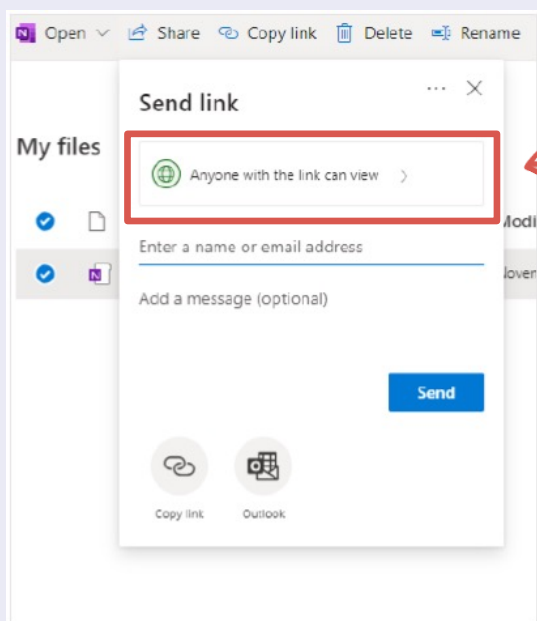 Open Share Copy link Delete Rename
Send link
My files
Anyone with the link can view
Modi
Enter a name or email address
Novem
Add a message (optional)
Send
Copy link Outlook